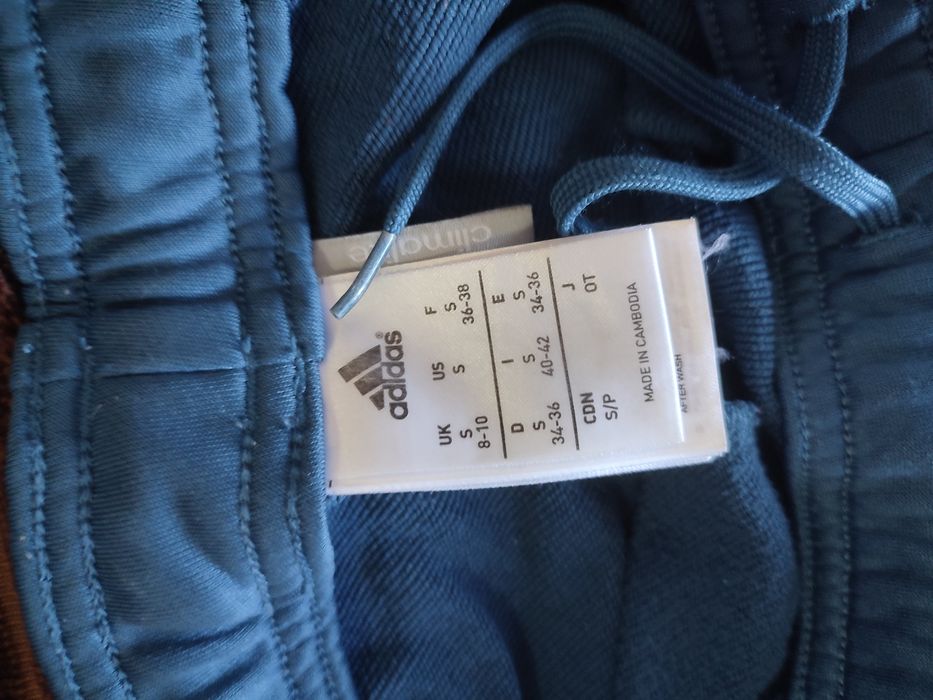 adidas®
UK US F
S S S
8-10 36-38
D I E
S S S
34-36 40-42 34-36
CDN J
S/P OT
MADE IN CAMBODIA
AFTER WASH